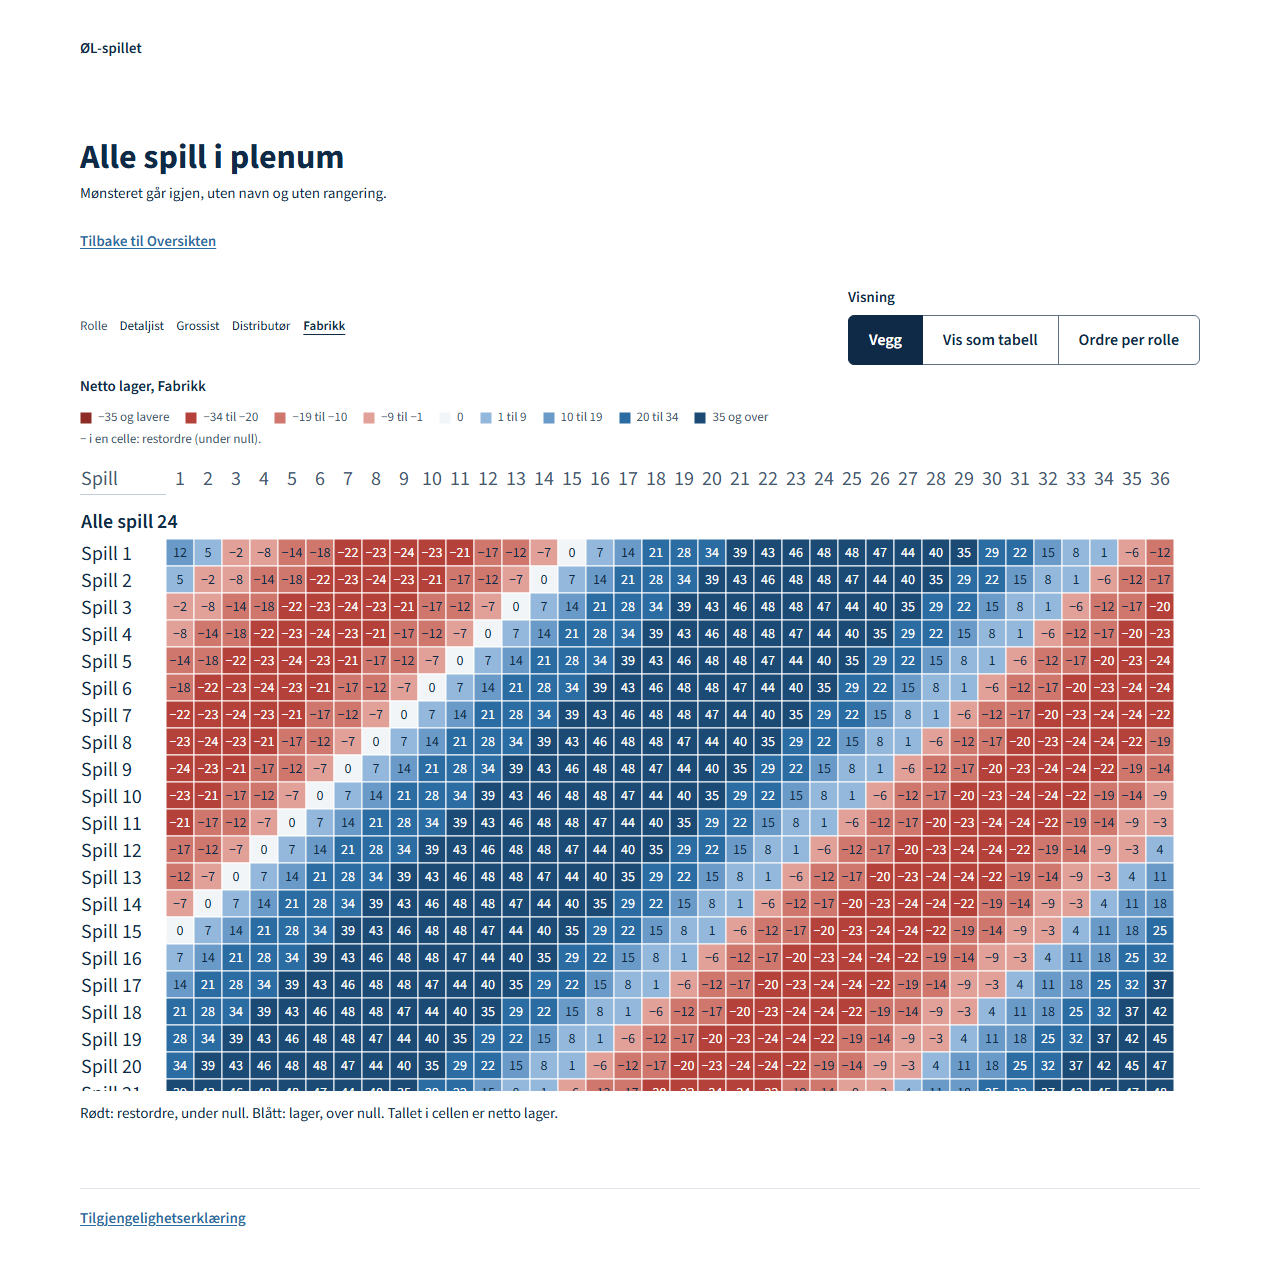 ØL-spillet
Alle spill i plenum
Mønsteret går igjen, uten navn og uten rangering.
Tilbake til Oversikten
Visning
Rolle Detaljist Grossist Distributør Fabrikk
Vegg Vis som tabell Ordre per rolle
Netto lager, Fabrikk
−35 og lavere −34 til −20 −19 til −10 −9 til −1 0 1 til 9 10 til 19 20 til 34 35 og over
− i en celle: restordre (under null).
Spill 1 2 3 4 5 6 7 8 9 10 11 12 13 14 15 16 17 18 19 20 21 22 23 24 25 26 27 28 29 30 31 32 33 34 35 36
Alle spill 24
Spill 1 12 5 −2 −8 −14 −18 −22 −23 −24 −23 −21 −17 −12 −7 0 7 14 21 28 34 39 43 46 48 48 47 44 40 35 29 22 15 8 1 −6 −12
Spill 2 5 −2 −8 −14 −18 −22 −23 −24 −23 −21 −17 −12 −7 0 7 14 21 28 34 39 43 46 48 48 47 44 40 35 29 22 15 8 1 −6 −12 −17
Spill 3 −2 −8 −14 −18 −22 −23 −24 −23 −21 −17 −12 −7 0 7 14 21 28 34 39 43 46 48 48 47 44 40 35 29 22 15 8 1 −6 −12 −17 −20
Spill 4 −8 −14 −18 −22 −23 −24 −23 −21 −17 −12 −7 0 7 14 21 28 34 39 43 46 48 48 47 44 40 35 29 22 15 8 1 −6 −12 −17 −20 −23
Spill 5 −14 −18 −22 −23 −24 −23 −21 −17 −12 −7 0 7 14 21 28 34 39 43 46 48 48 47 44 40 35 29 22 15 8 1 −6 −12 −17 −20 −23 −24
Spill 6 −18 −22 −23 −24 −23 −21 −17 −12 −7 0 7 14 21 28 34 39 43 46 48 48 47 44 40 35 29 22 15 8 1 −6 −12 −17 −20 −23 −24 −24
Spill 7 −22 −23 −24 −23 −21 −17 −12 −7 0 7 14 21 28 34 39 43 46 48 48 47 44 40 35 29 22 15 8 1 −6 −12 −17 −20 −23 −24 −24 −22
Spill 8 −23 −24 −23 −21 −17 −12 −7 0 7 14 21 28 34 39 43 46 48 48 47 44 40 35 29 22 15 8 1 −6 −12 −17 −20 −23 −24 −24 −22 −19
Spill 9 −24 −23 −21 −17 −12 −7 0 7 14 21 28 34 39 43 46 48 48 47 44 40 35 29 22 15 8 1 −6 −12 −17 −20 −23 −24 −24 −22 −19 −14
Spill 10 −23 −21 −17 −12 −7 0 7 14 21 28 34 39 43 46 48 48 47 44 40 35 29 22 15 8 1 −6 −12 −17 −20 −23 −24 −24 −22 −19 −14 −9
Spill 11 −21 −17 −12 −7 0 7 14 21 28 34 39 43 46 48 48 47 44 40 35 29 22 15 8 1 −6 −12 −17 −20 −23 −24 −24 −22 −19 −14 −9 −3
Spill 12 −17 −12 −7 0 7 14 21 28 34 39 43 46 48 48 47 44 40 35 29 22 15 8 1 −6 −12 −17 −20 −23 −24 −24 −22 −19 −14 −9 −3 4
Spill 13 −12 −7 0 7 14 21 28 34 39 43 46 48 48 47 44 40 35 29 22 15 8 1 −6 −12 −17 −20 −23 −24 −24 −22 −19 −14 −9 −3 4 11
Spill 14 −7 0 7 14 21 28 34 39 43 46 48 48 47 44 40 35 29 22 15 8 1 −6 −12 −17 −20 −23 −24 −24 −22 −19 −14 −9 −3 4 11 18
Spill 15 0 7 14 21 28 34 39 43 46 48 48 47 44 40 35 29 22 15 8 1 −6 −12 −17 −20 −23 −24 −24 −22 −19 −14 −9 −3 4 11 18 25
Spill 16 7 14 21 28 34 39 43 46 48 48 47 44 40 35 29 22 15 8 1 −6 −12 −17 −20 −23 −24 −24 −22 −19 −14 −9 −3 4 11 18 25 32
Spill 17 14 21 28 34 39 43 46 48 48 47 44 40 35 29 22 15 8 1 −6 −12 −17 −20 −23 −24 −24 −22 −19 −14 −9 −3 4 11 18 25 32 37
Spill 18 21 28 34 39 43 46 48 48 47 44 40 35 29 22 15 8 1 −6 −12 −17 −20 −23 −24 −24 −22 −19 −14 −9 −3 4 11 18 25 32 37 42
Spill 19 28 34 39 43 46 48 48 47 44 40 35 29 22 15 8 1 −6 −12 −17 −20 −23 −24 −24 −22 −19 −14 −9 −3 4 11 18 25 32 37 42 45
Spill 20 34 39 43 46 48 48 47 44 40 35 29 22 15 8 1 −6 −12 −17 −20 −23 −24 −24 −22 −19 −14 −9 −3 4 11 18 25 32 37 42 45 47
Rødt: restordre, under null. Blått: lager, over null. Tallet i cellen er netto lager.
Tilgjengelighetserklæring